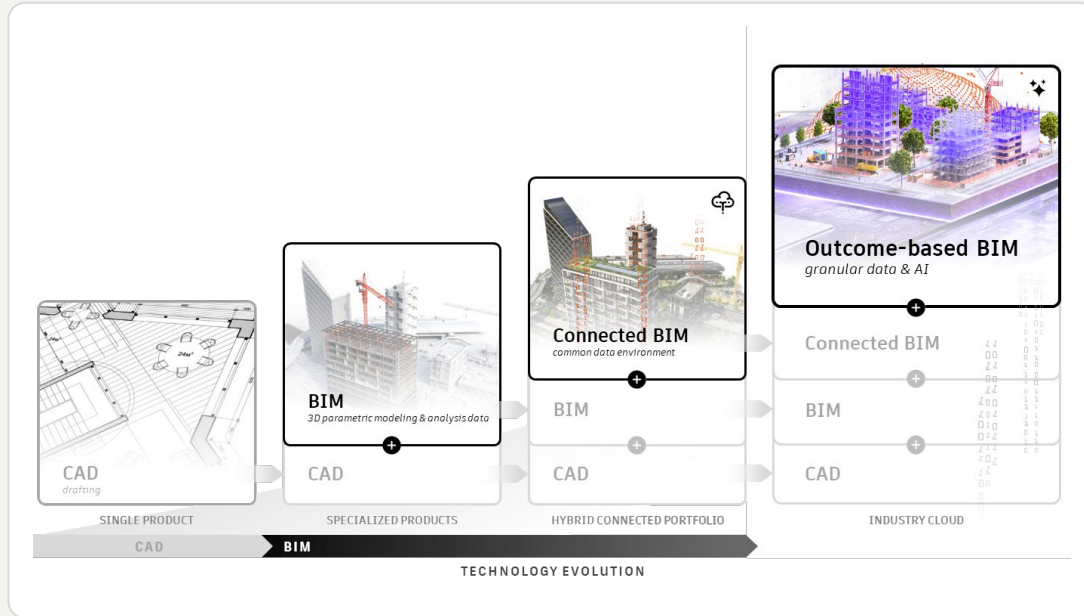 CAD
drafting
SINGLE PRODUCT
BIM
3D parametric modeling & analysis data
CAD
SPECIALIZED PRODUCTS
Connected BIM
common data environment
BIM
CAD
HYBRID CONNECTED PORTFOLIO
Outcome-based BIM
granular data & AI
Connected BIM
BIM
CAD
INDUSTRY CLOUD
CAD
BIM
TECHNOLOGY EVOLUTION